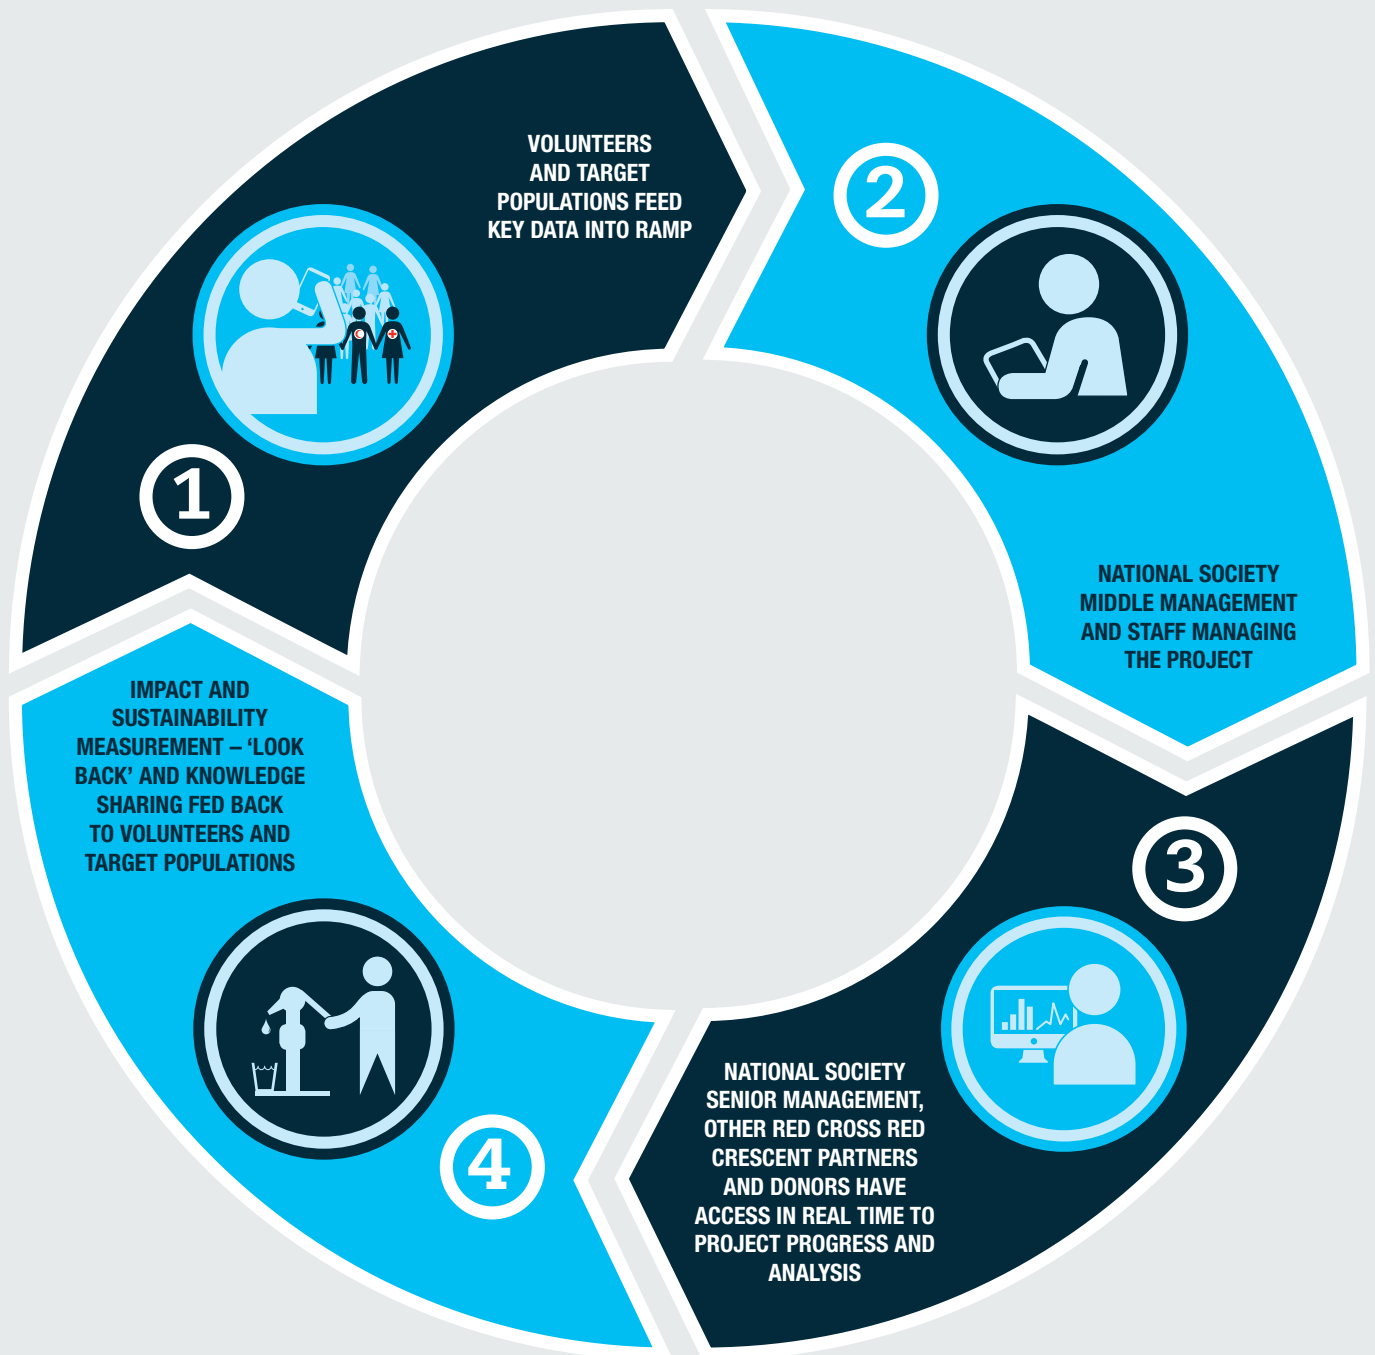 VOLUNTEERS
AND TARGET
POPULATIONS FEED
KEY DATA INTO RAMP
1
2
NATIONAL SOCIETY
MIDDLE MANAGEMENT
AND STAFF MANAGING
THE PROJECT
3
NATIONAL SOCIETY
SENIOR MANAGEMENT,
OTHER RED CROSS RED
CRESCENT PARTNERS
AND DONORS HAVE
ACCESS IN REAL TIME TO
PROJECT PROGRESS AND
ANALYSIS
IMPACT AND
SUSTAINABILITY
MEASUREMENT – ‘LOOK
BACK’ AND KNOWLEDGE
SHARING FED BACK
TO VOLUNTEERS AND
TARGET POPULATIONS
4